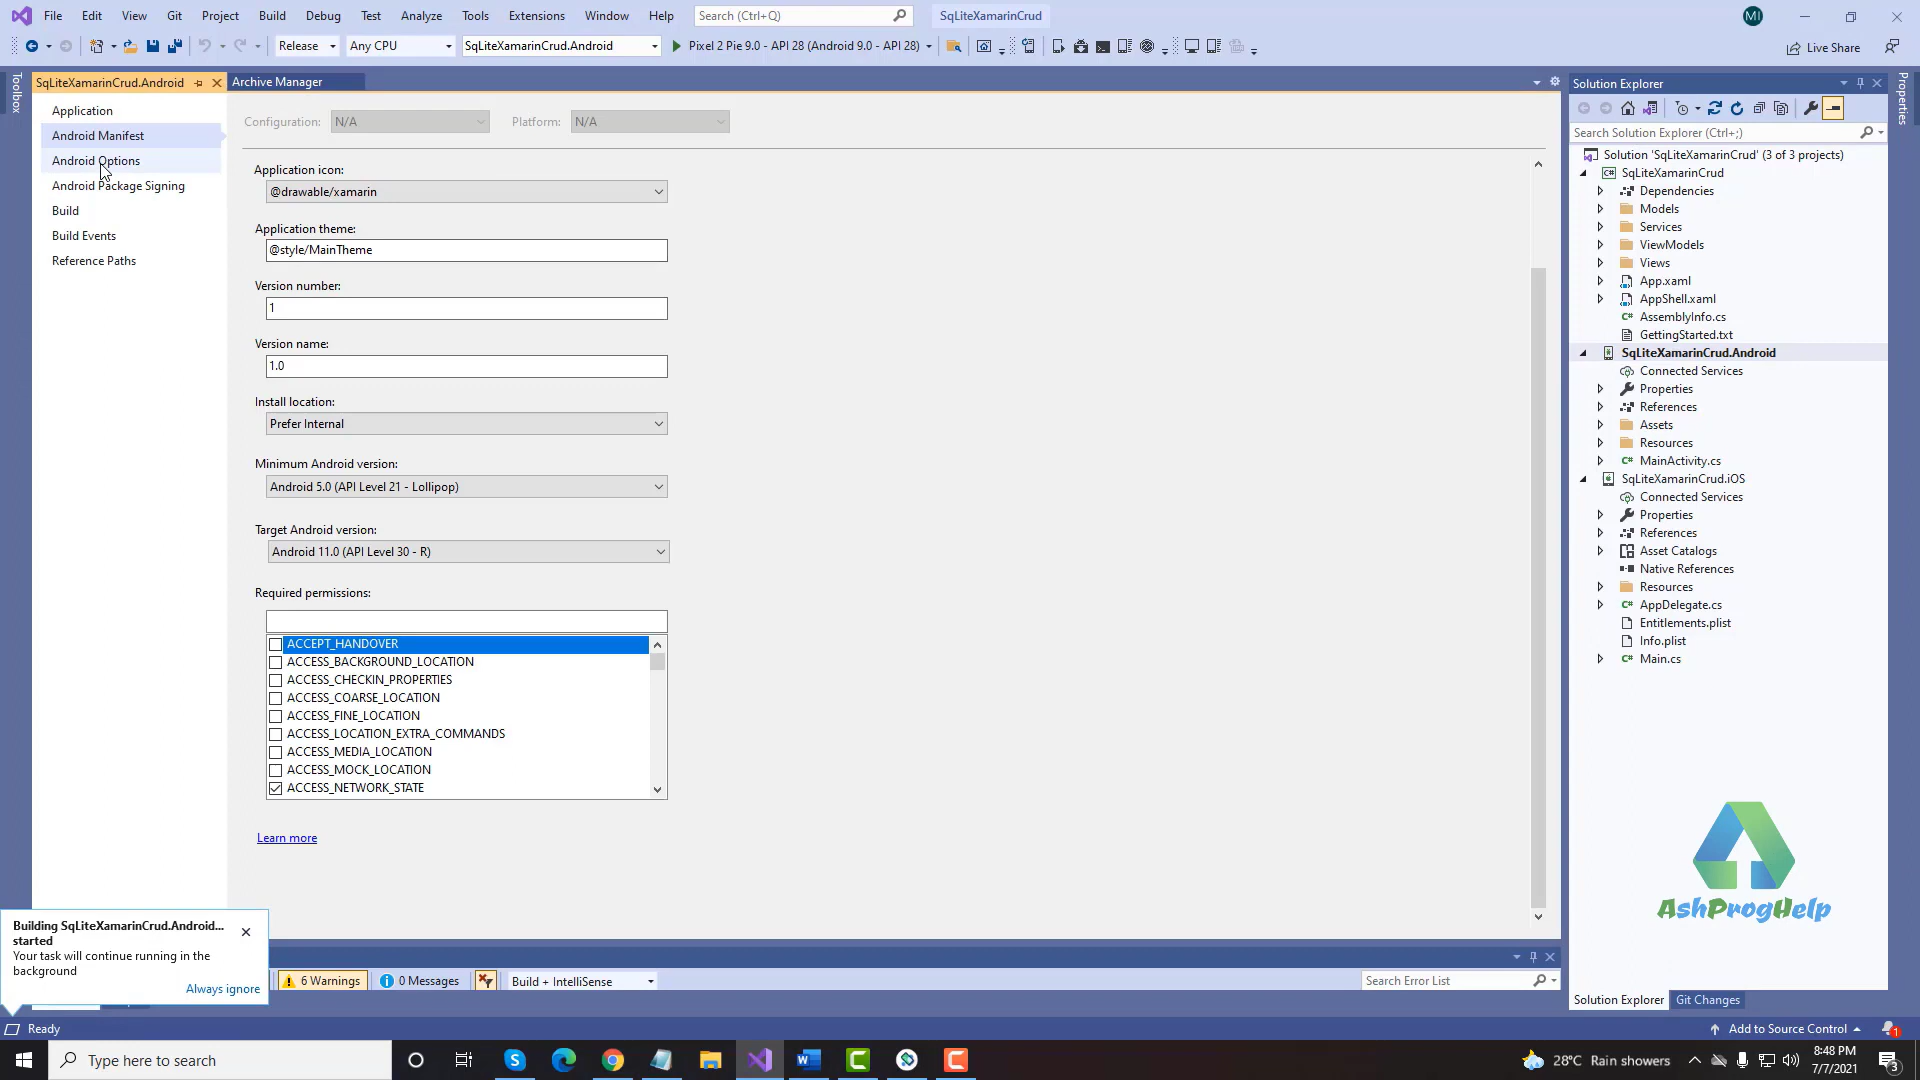 File Edit View Git Project Build Debug Test Analyze Tools Extensions Window Help Search (Ctrl+Q) SqLiteXamarinCrud MI
Release Any CPU SqLiteXamarinCrud.Android Pixel 2 Pie 9.0 - API 28 (Android 9.0 - API 28) Live Share
Toolbox
SqLiteXamarinCrud.Android Archive Manager
Application
Android Manifest
Android Options
Android Package Signing
Build
Build Events
Reference Paths
Configuration: N/A Platform: N/A
Application icon:
@drawable/xamarin
Application theme:
@style/MainTheme
Version number:
1
Version name:
1.0
Install location:
Prefer Internal
Minimum Android version:
Android 5.0 (API Level 21 - Lollipop)
Target Android version:
Android 11.0 (API Level 30 - R)
Required permissions:
ACCEPT_HANDOVER
ACCESS_BACKGROUND_LOCATION
ACCESS_CHECKIN_PROPERTIES
ACCESS_COARSE_LOCATION
ACCESS_FINE_LOCATION
ACCESS_LOCATION_EXTRA_COMMANDS
ACCESS_MEDIA_LOCATION
ACCESS_MOCK_LOCATION
ACCESS_NETWORK_STATE
Learn more
Solution Explorer
Search Solution Explorer (Ctrl+;)
Solution 'SqLiteXamarinCrud' (3 of 3 projects)
SqLiteXamarinCrud
Dependencies
Models
Services
ViewModels
Views
App.xaml
AppShell.xaml
AssemblyInfo.cs
GettingStarted.txt
SqLiteXamarinCrud.Android
Connected Services
Properties
References
Assets
Resources
MainActivity.cs
SqLiteXamarinCrud.iOS
Connected Services
Properties
References
Asset Catalogs
Native References
Resources
AppDelegate.cs
Entitlements.plist
Info.plist
Main.cs
Properties
AshProgHelp
Building SqLiteXamarinCrud.Android...
started
Your task will continue running in the
background
Always ignore
6 Warnings 0 Messages Build + IntelliSense Search Error List
Solution Explorer Git Changes
Ready Add to Source Control 1
Type here to search 28°C Rain showers 8:48 PM
7/7/2021 3